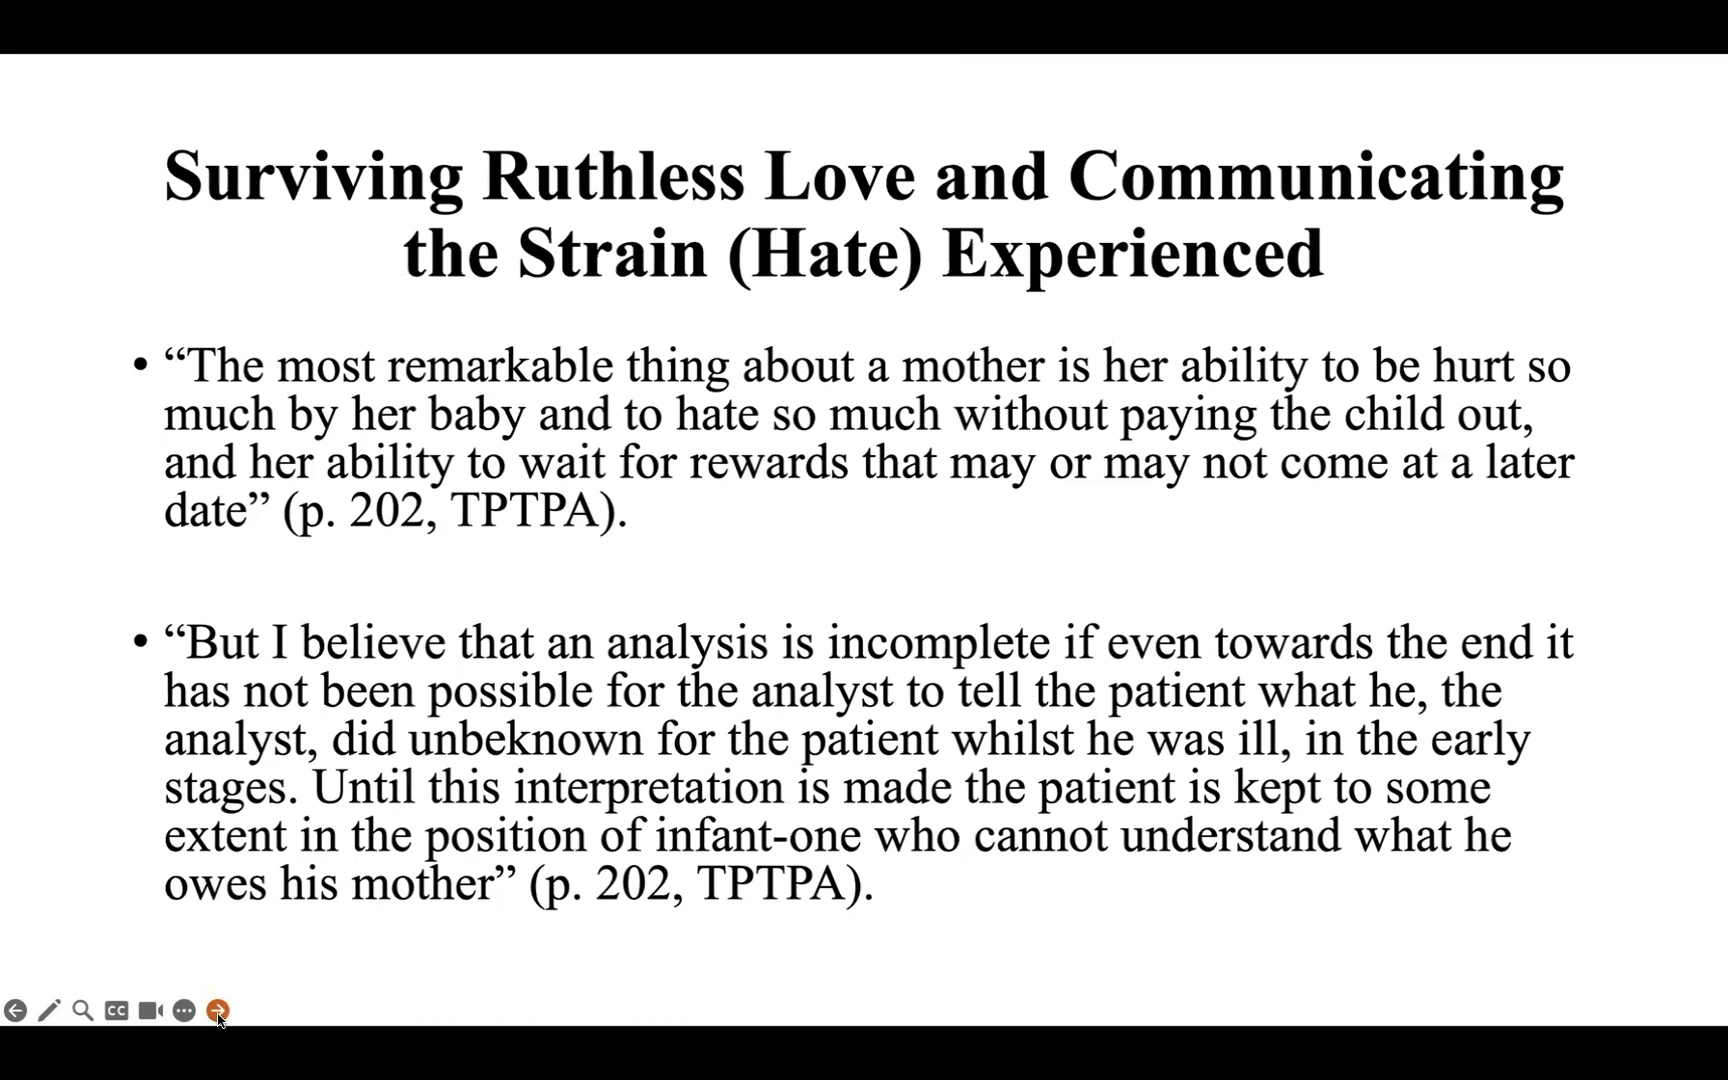 Surviving Ruthless Love and Communicating
the Strain (Hate) Experienced
• “The most remarkable thing about a mother is her ability to be hurt so
much by her baby and to hate so much without paying the child out,
and her ability to wait for rewards that may or may not come at a later
date” (p. 202, TPTPA).
• “But I believe that an analysis is incomplete if even towards the end it
has not been possible for the analyst to tell the patient what he, the
analyst, did unbeknown for the patient whilst he was ill, in the early
stages. Until this interpretation is made the patient is kept to some
extent in the position of infant-one who cannot understand what he
owes his mother” (p. 202, TPTPA).
CC